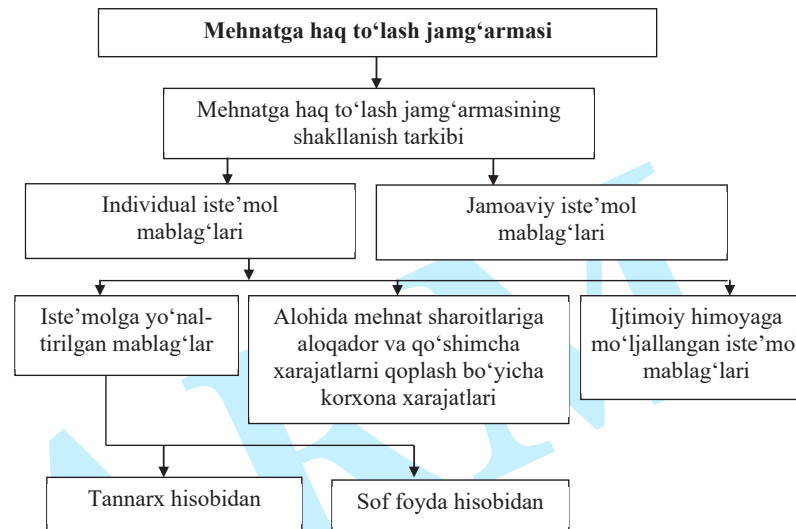 Mehnatga haq to‘lash jamg‘armasi
Mehnatga haq to‘lash jamg‘armasining
shakllanish tarkibi
Individual iste’mol
mablag‘lari
Jamoaviy iste’mol
mablag‘lari
Iste’molga yo‘nal-
tirilgan mablag‘lar
Alohida mehnat sharoitlariga
aloqador va qo‘shimcha
xarajatlarni qoplash bo‘yicha
korxona xarajatlari
Ijtimoiy himoyaga
mo‘ljallangan iste’mol
mablag‘lari
Tannarx hisobidan
Sof foyda hisobidan